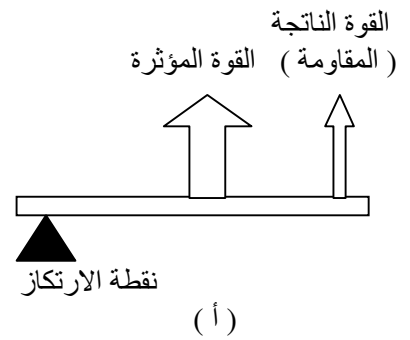 القوة الناتجة
( المقاومة )
القوة المؤثرة
نقطة الارتكاز
( أ )